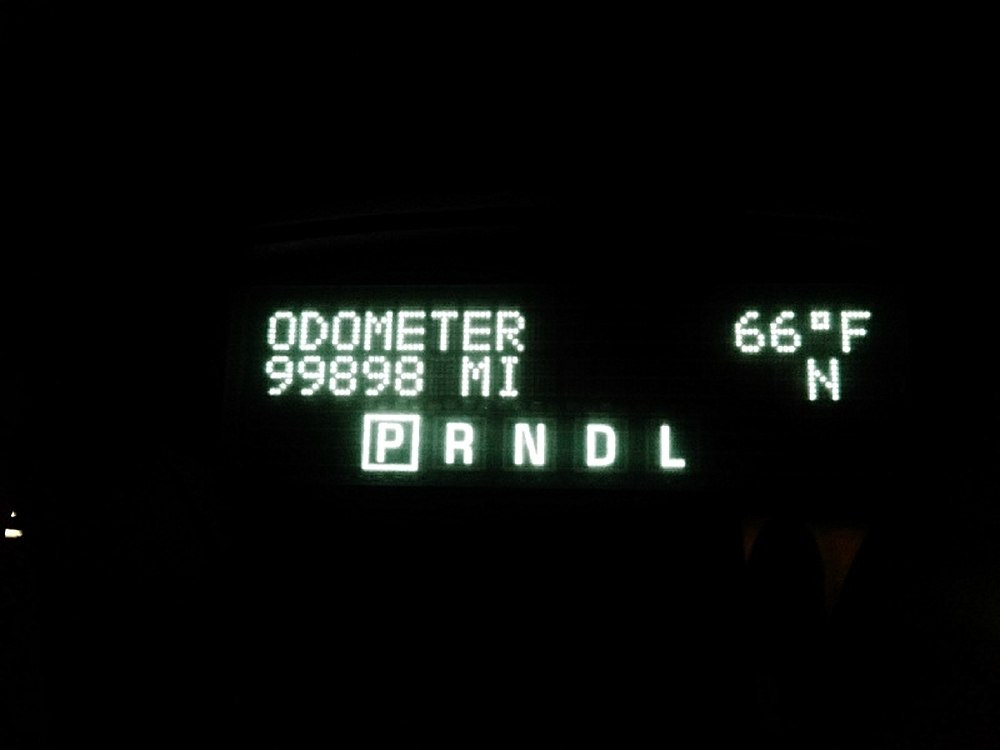 ODOMETER 66°F
99898 MI N
P R N D L